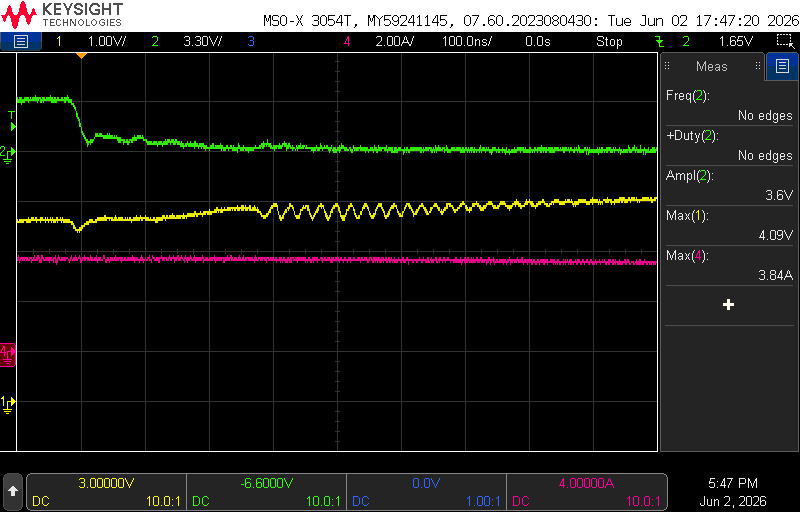 KEYSIGHT
TECHNOLOGIES
MSO-X 3054T, MY59241145, 07.60.2023080430: Tue Jun 02 17:47:20 2026
1 1.00V/ 2 3.30V/ 3 4 2.00A/ 100.0ns/ 0.0s Stop 2 1.65V
Meas
Freq(2):
No edges
+Duty(2):
No edges
Ampl(2):
3.6V
Max(1):
4.09V
Max(4):
3.84A
T
2
4
1
3.00000V -6.6000V 0.0V 4.00000A
DC 10.0:1 DC 10.0:1 DC 1.00:1 DC 10.0:1
5:47 PM
Jun 2, 2026